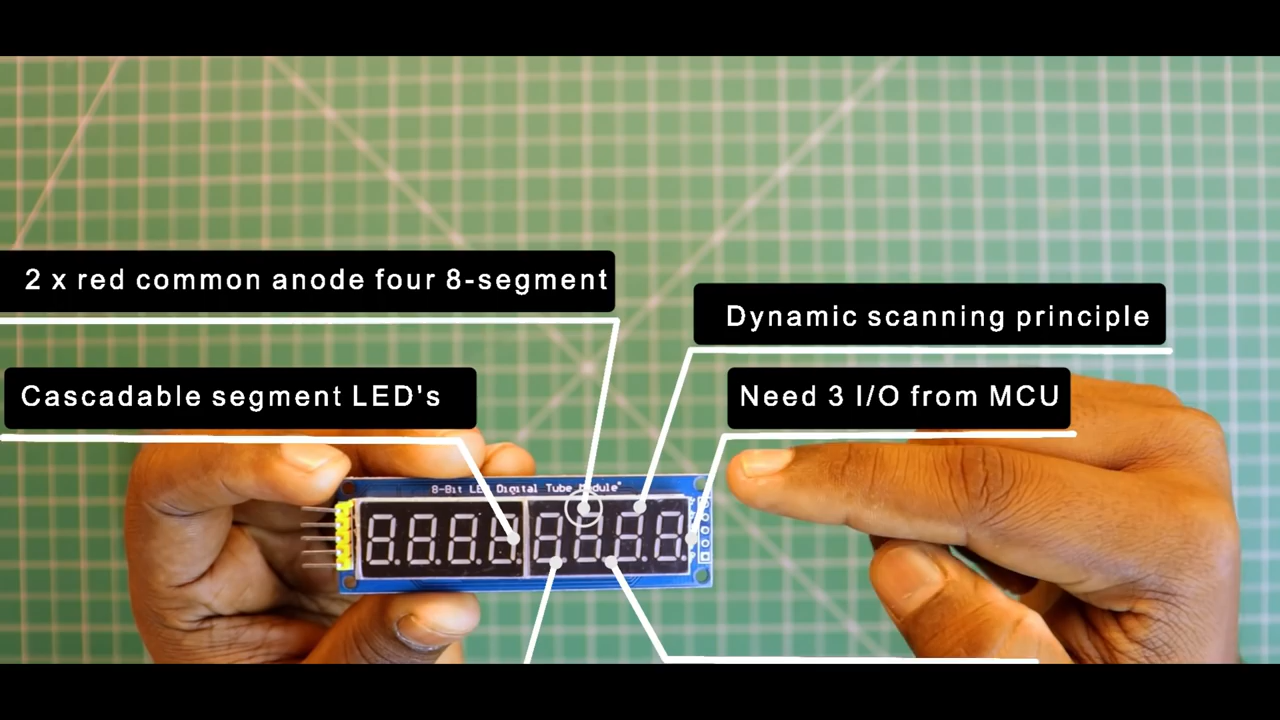 2 x red common anode four 8-segment
Dynamic scanning principle
Cascadable segment LED's
Need 3 I/O from MCU
8-Bit LED Digital Tube Module